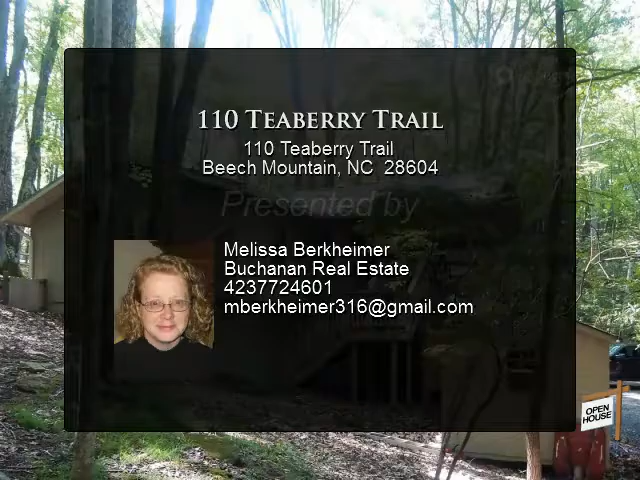 110 TEABERRY TRAIL
110 Teaberry Trail
Beech Mountain, NC  28604
Presented by
Melissa Berkheimer
Buchanan Real Estate
4237724601
mberkheimer316@gmail.com
OPEN
HOUSE